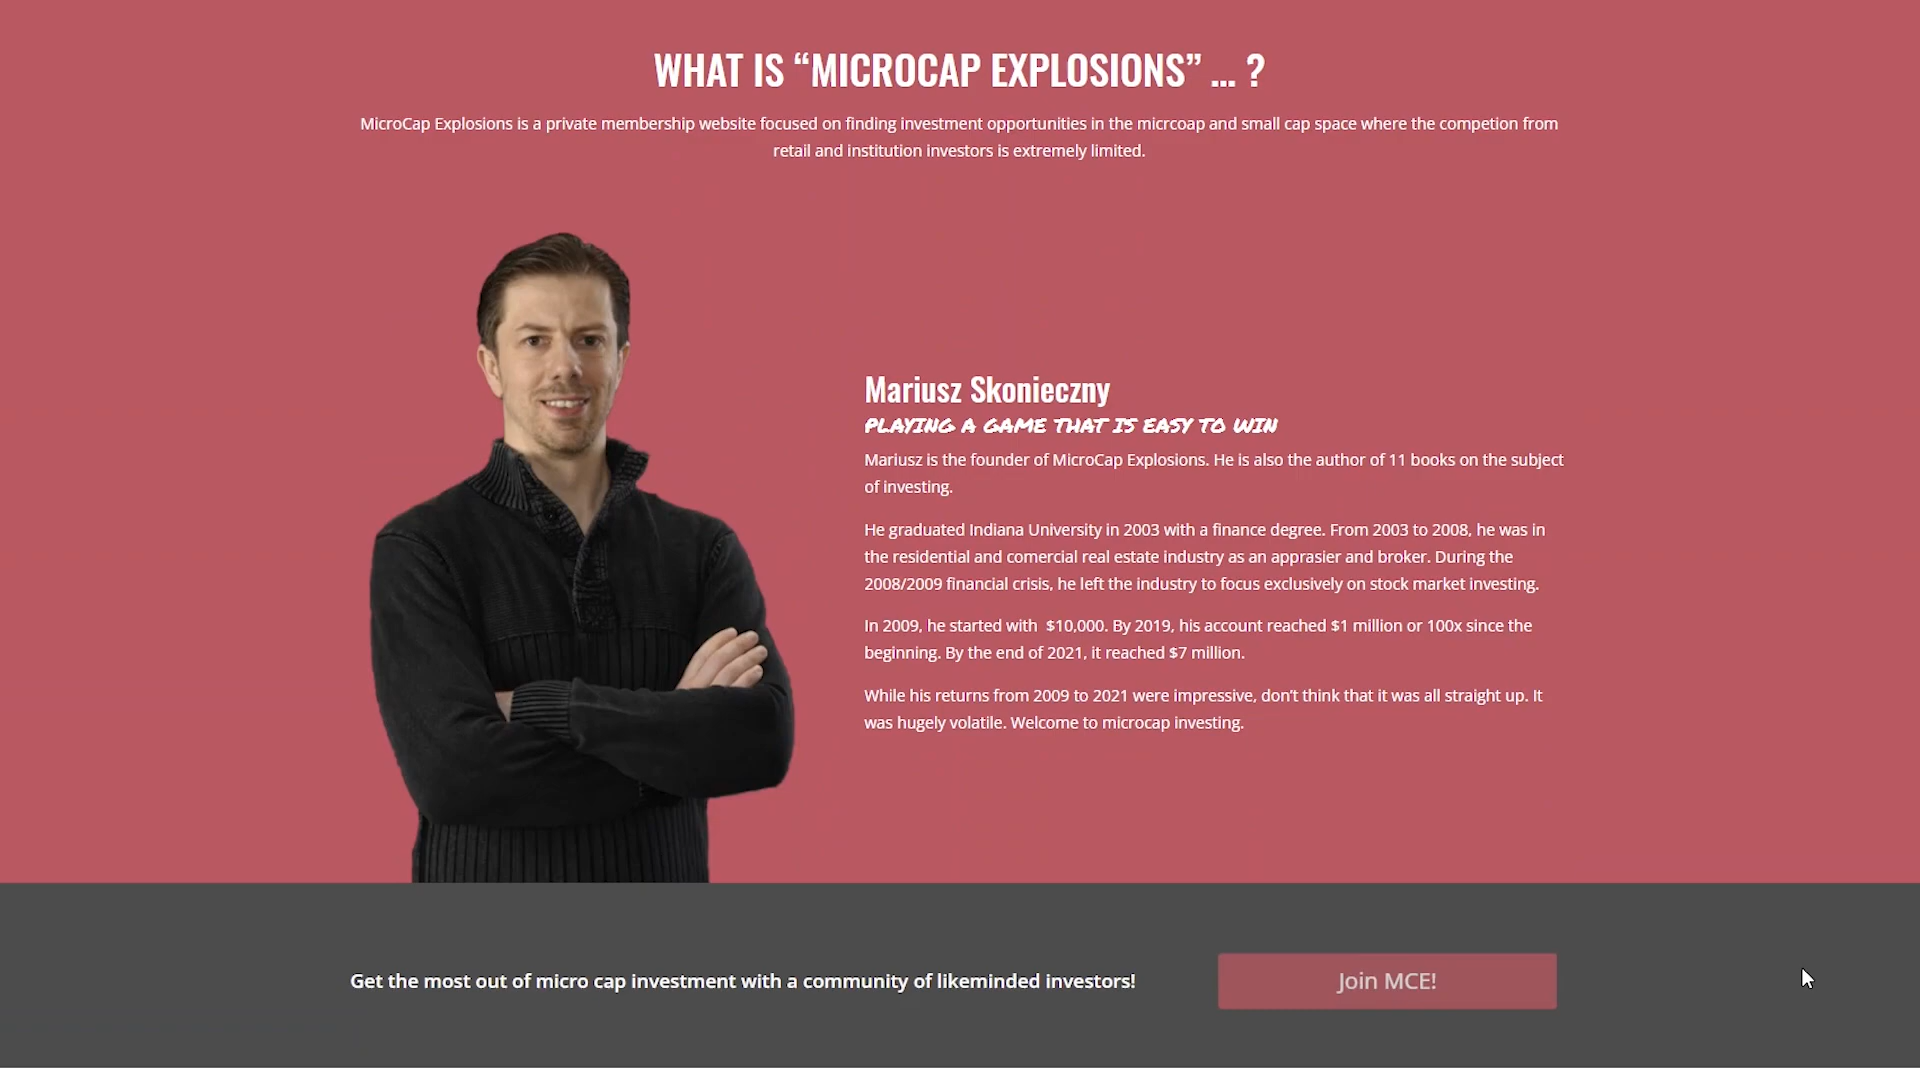 WHAT IS “MICROCAP EXPLOSIONS” ... ?
MicroCap Explosions is a private membership website focused on finding investment opportunities in the micrcoap and small cap space where the competion from
retail and institution investors is extremely limited.
Mariusz Skonieczny
PLAYING A GAME THAT IS EASY TO WIN
Mariusz is the founder of MicroCap Explosions. He is also the author of 11 books on the subject
of investing.
He graduated Indiana University in 2003 with a finance degree. From 2003 to 2008, he was in
the residential and comercial real estate industry as an apprasier and broker. During the
2008/2009 financial crisis, he left the industry to focus exclusively on stock market investing.
In 2009, he started with  $10,000. By 2019, his account reached $1 million or 100x since the
beginning. By the end of 2021, it reached $7 million.
While his returns from 2009 to 2021 were impressive, don’t think that it was all straight up. It
was hugely volatile. Welcome to microcap investing.
Get the most out of micro cap investment with a community of likeminded investors!
Join MCE!